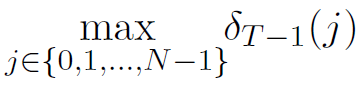 max δ_{T−1}(j)
j∈{0,1,...,N−1}